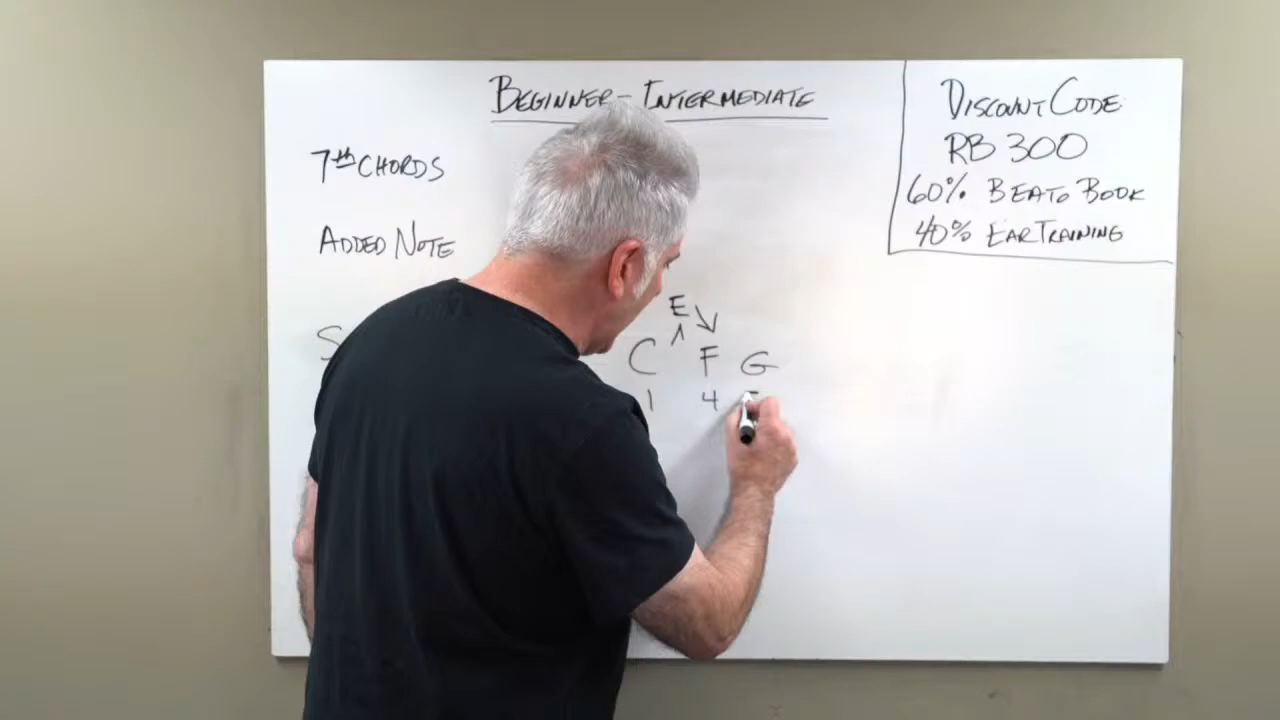 BEGINNER - INTERMEDIATE
7th CHORDS
ADDED NOTE
E
C F G
1 4
DISCOUNT CODE
RB 300
60% BEATO BOOK
40% EAR TRAINING